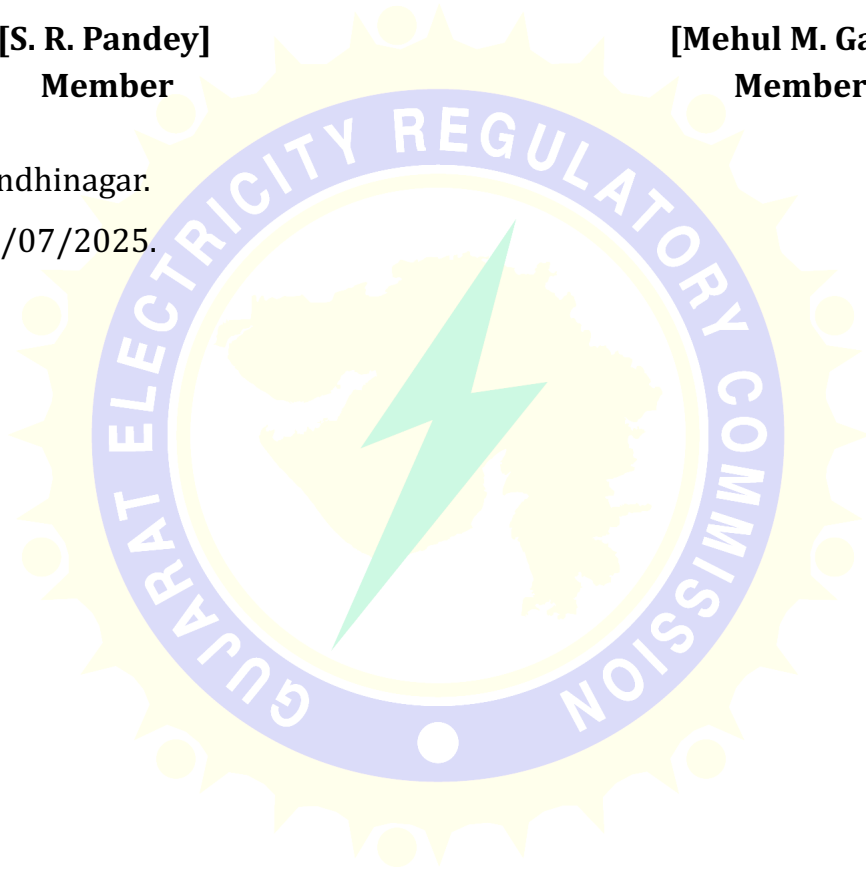 [S. R. Pandey] [Mehul M. Ga
Member Member
ndhinagar.
/07/2025.
GUJARAT ELECTRICITY REGULATORY COMMISSION